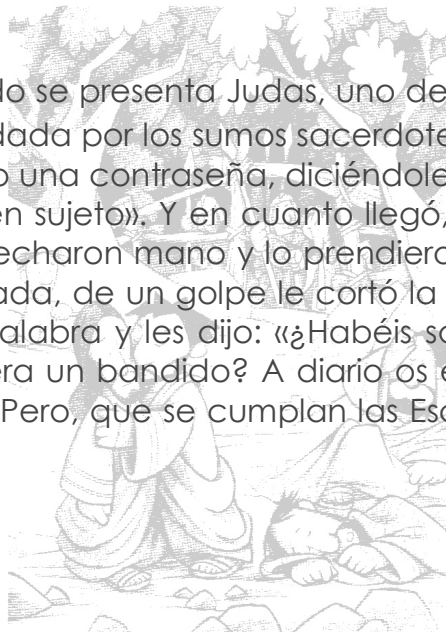 do se presenta Judas, uno de
dada por los sumos sacerdote
o una contraseña, diciéndole
en sujeto». Y en cuanto llegó,
echaron mano y lo prendiero
ada, de un golpe le cortó la
alabra y les dijo: «¿Habéis sa
era un bandido? A diario os e
Pero, que se cumplan las Esc